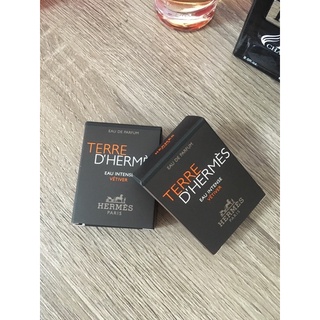 EAU DE PARFUM
TERRE
D'HERMÈS
EAU INTENSE
VÉTIVER
HERMÈS
PARIS
EAU DE PARFUM
TERRE
D'HERMÈS
EAU INTENSE
VÉTIVER
HERMÈS
PARIS